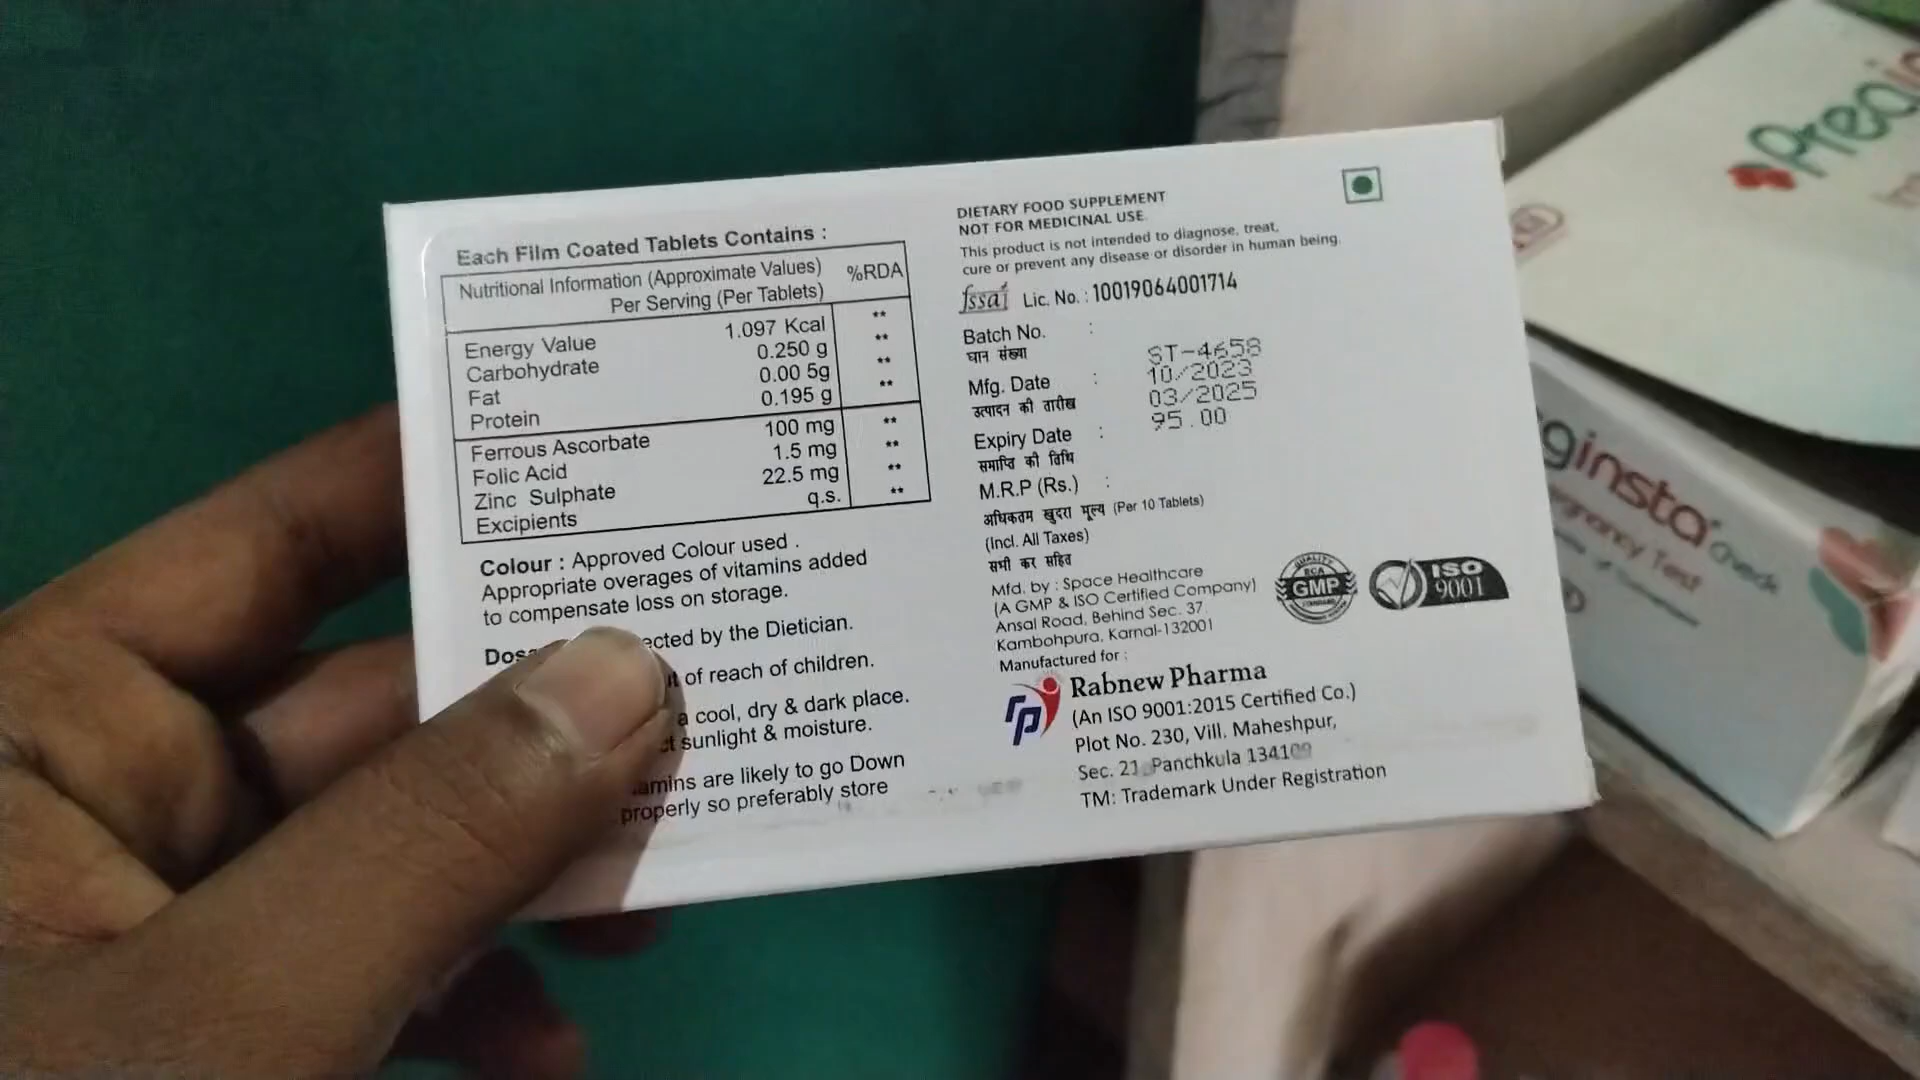 Each Film Coated Tablets Contains :
Nutritional Information (Approximate Values) %RDA
Per Serving (Per Tablets)
Energy Value 1.097 Kcal **
Carbohydrate 0.250 g **
Fat 0.00 5g **
Protein 0.195 g **
Ferrous Ascorbate 100 mg **
Folic Acid 1.5 mg **
Zinc Sulphate 22.5 mg **
Excipients q.s. **
Colour : Approved Colour used .
Appropriate overages of vitamins added
to compensate loss on storage.
by the Dietician.
of reach of children.
a cool, dry & dark place.
sunlight & moisture.
are likely to go Down
properly so preferably store
DIETARY FOOD SUPPLEMENT
NOT FOR MEDICINAL USE.
This product is not intended to diagnose, treat,
cure or prevent any disease or disorder in human being.
fssai Lic. No. : 10019064001714
Batch No. :
घान संख्या
ST-4658
Mfg. Date :
10/2023
उत्पादन की तारीख
03/2025
Expiry Date :
95.00
समाप्ति की तिथि
M.R.P (Rs.) :
अधिकतम खुदरा मूल्य (Per 10 Tablets)
(Incl. All Taxes)
सभी कर सहित
Mfd. by : Space Healthcare
(A GMP & ISO Certified Company)
Ansal Road, Behind Sec. 37,
Kambohpura, Karnal-132001
QUALITY
GMP
ISO
9001
Manufactured for :
rp Rabnew Pharma
(An ISO 9001:2015 Certified Co.)
Plot No. 230, Vill. Maheshpur,
Sec. 21 Panchkula 134109
TM: Trademark Under Registration
ginsta check
Test